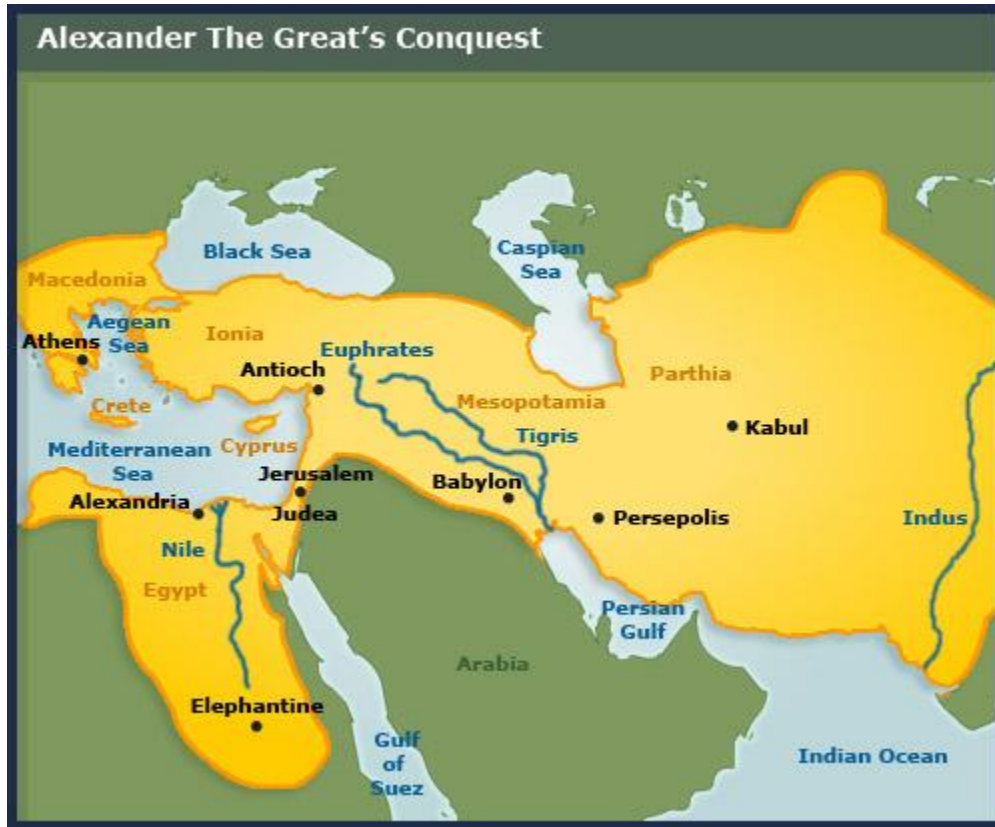 Alexander The Great's Conquest
Black Sea
Caspian
Sea
Macedonia
Aegean
Sea
Athens
Ionia
Euphrates
Antioch
Parthia
Mesopotamia
Crete
Kabul
Tigris
Mediterranean
Sea
Cyprus
Jerusalem
Babylon
Alexandria
Judea
Persepolis
Indus
Nile
Egypt
Persian
Gulf
Arabia
Elephantine
Gulf
of
Suez
Indian Ocean